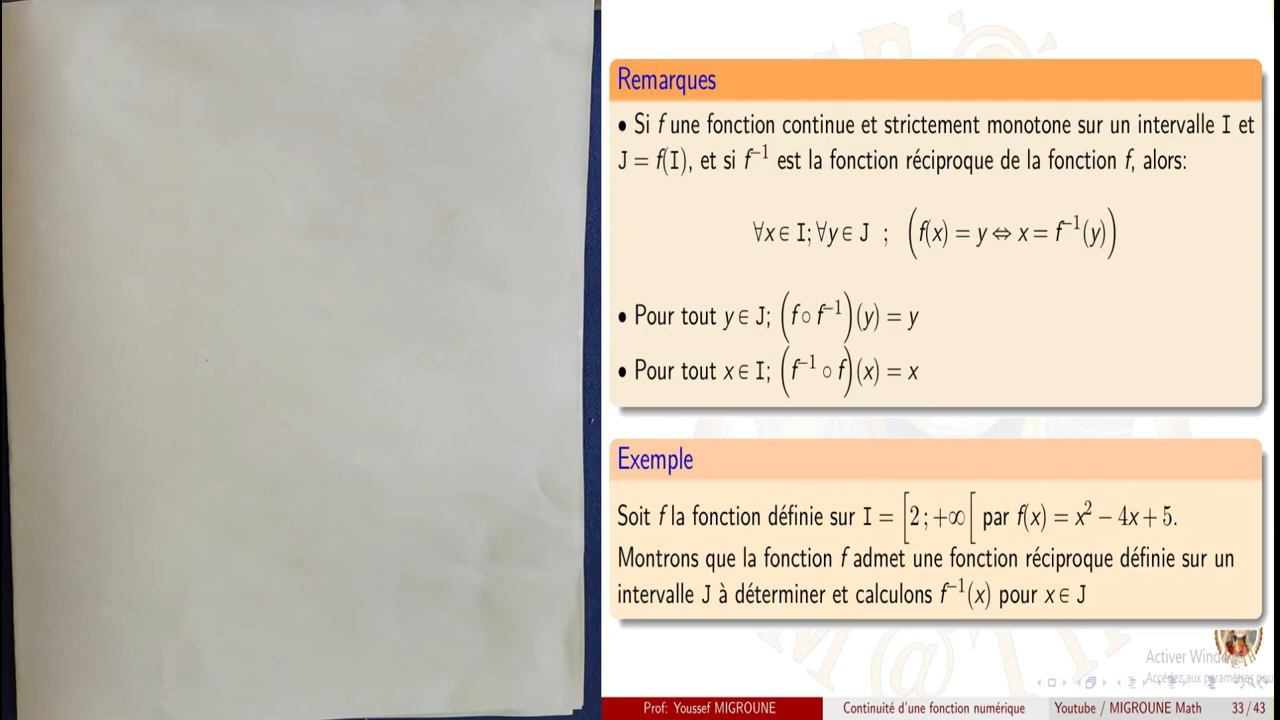 Remarques
• Si f une fonction continue et strictement monotone sur un intervalle I et
J = f(I), et si f⁻¹ est la fonction réciproque de la fonction f, alors:
∀x ∈ I; ∀y ∈ J ; (f(x) = y ⇔ x = f⁻¹(y))
• Pour tout y ∈ J; (f ∘ f⁻¹)(y) = y
• Pour tout x ∈ I; (f⁻¹ ∘ f)(x) = x
Exemple
Soit f la fonction définie sur I = [2 ; +∞[ par f(x) = x² − 4x + 5.
Montrons que la fonction f admet une fonction réciproque définie sur un
intervalle J à déterminer et calculons f⁻¹(x) pour x ∈ J
Activer
Accédez aux paramètres
Prof: Youssef MIGROUNE Continuité d'une fonction numérique Youtube / MIGROUNE Math 33 / 43